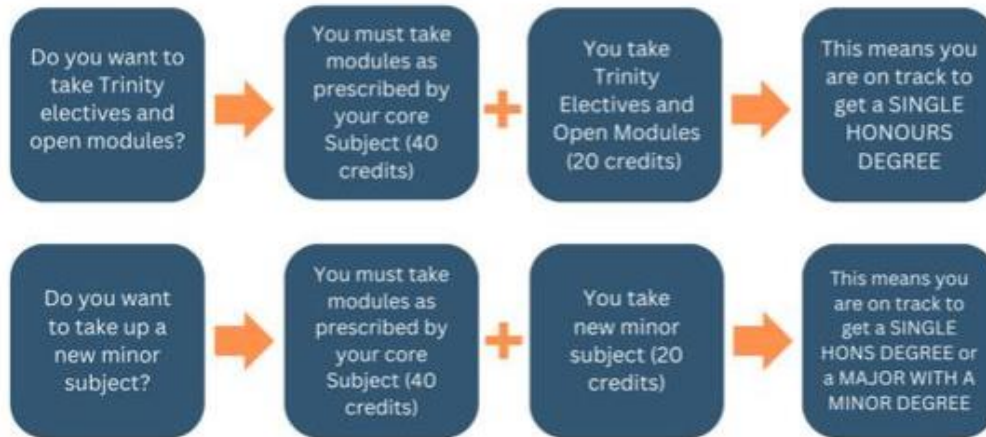 Do you want to
take Trinity
electives and
open modules?
You must take
modules as
prescribed by
your core
Subject (40
credits)
+
You take
Trinity
Electives and
Open Modules
(20 credits)
This means you
are on track to
get a SINGLE
HONOURS
DEGREE
Do you want
to take up a
new minor
subject?
You must take
modules as
prescribed by
your core
Subject (40
credits)
+
You take
new minor
subject (20
credits)
This means you
are on track to
get a SINGLE
HONS DEGREE or
a MAJOR WITH A
MINOR DEGREE